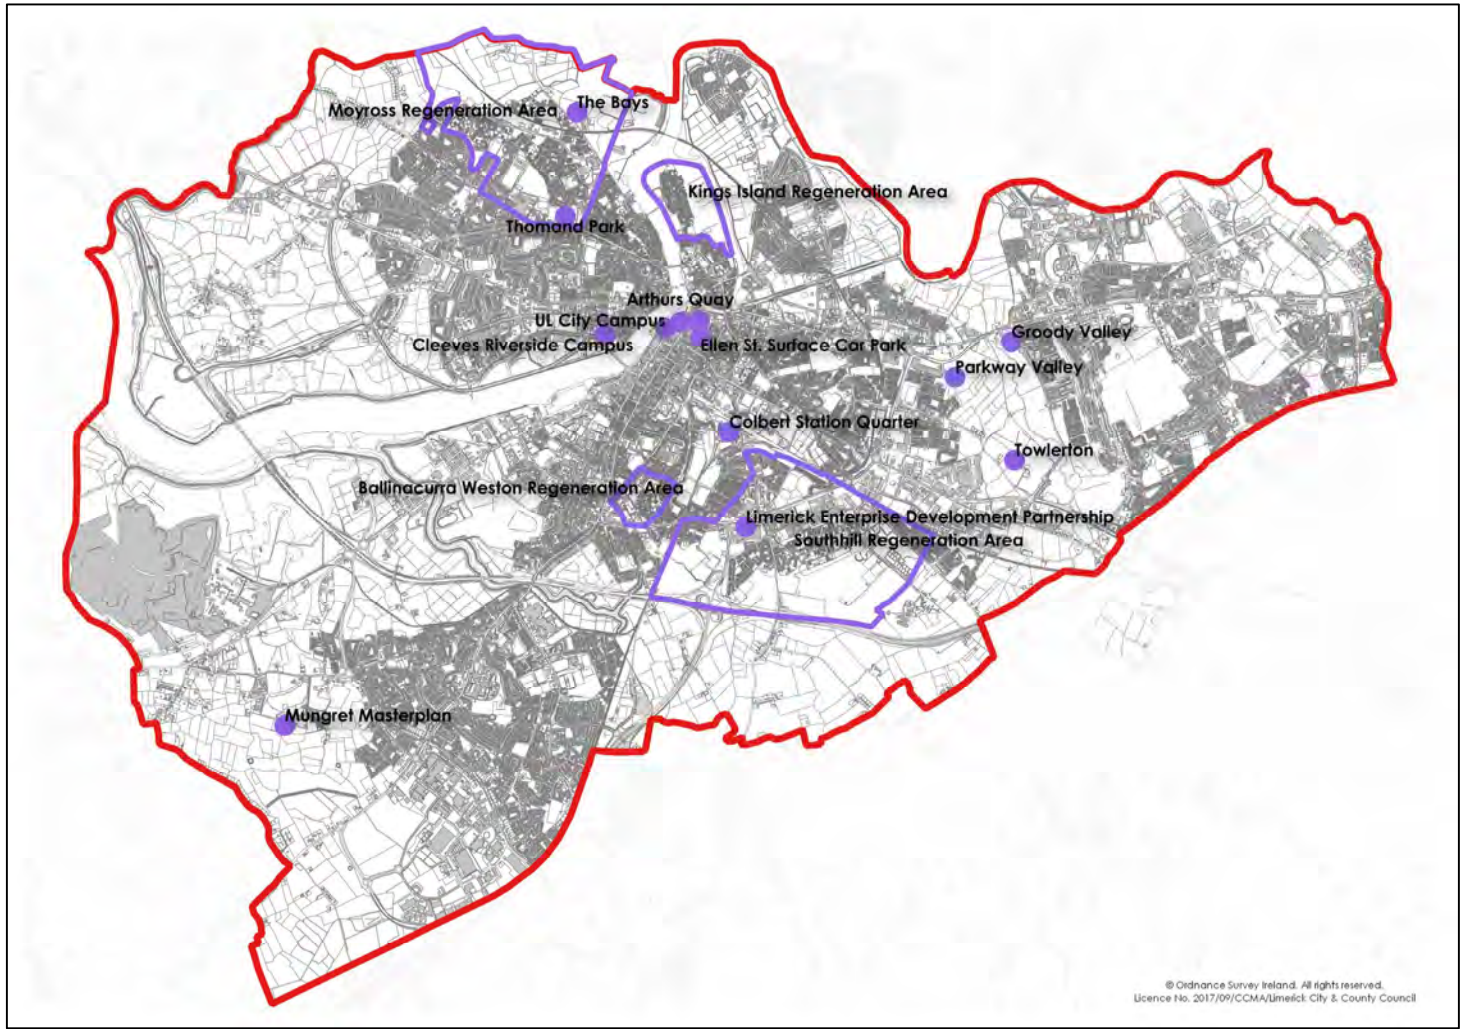 The Bays
Moyross Regeneration Area
Kings Island Regeneration Area
Thomand Park
Arthurs Quay
UL City Campus
Cleeves Riverside Campus
Ellen St. Surface Car Park
Groody Valley
Parkway Valley
Colbert Station Quarter
Towlerton
Ballinacurra Weston Regeneration Area
Limerick Enterprise Development Partnership
Southhill Regeneration Area
Mungret Masterplan
© Ordnance Survey Ireland. All rights reserved.
Licence No. 2017/09/CCMA/Limerick City & County Council